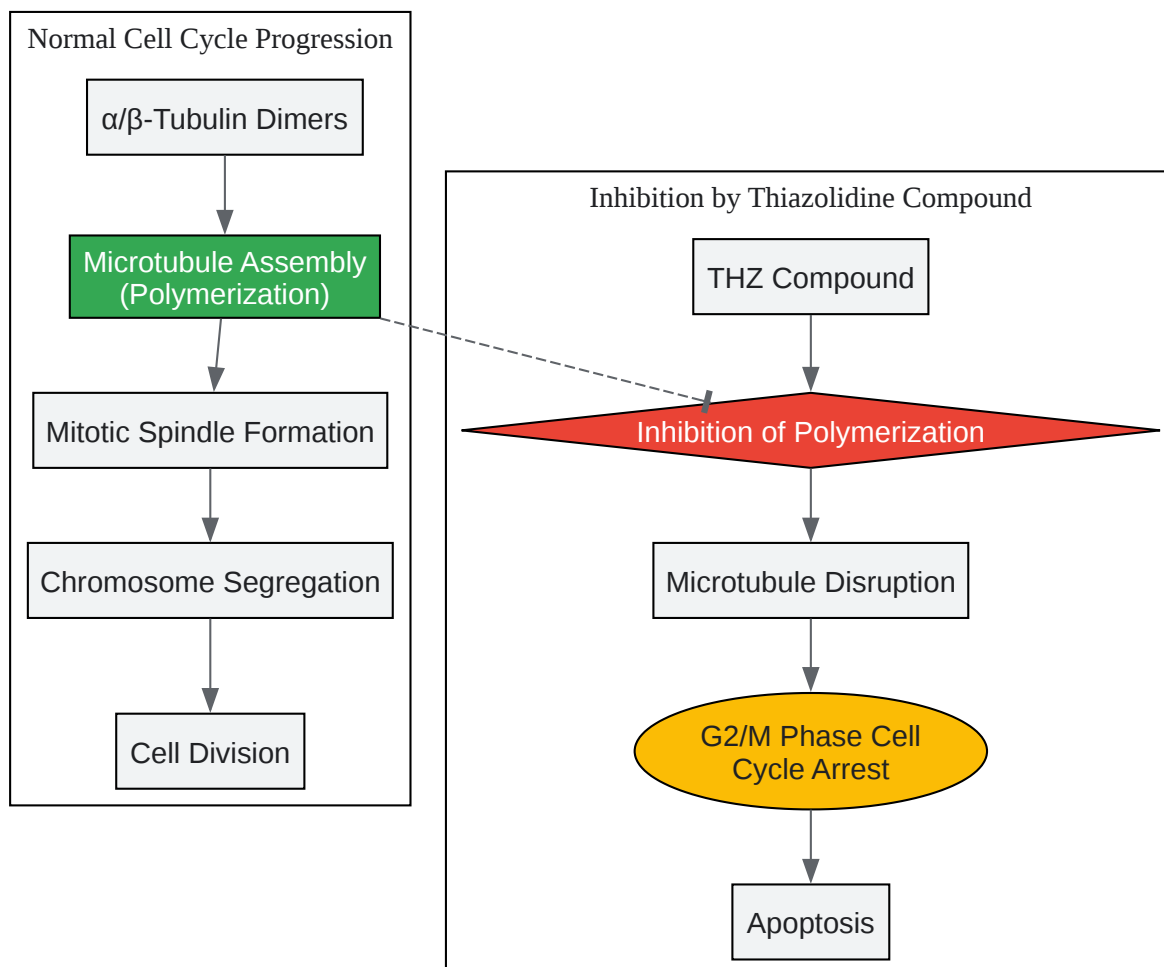 Normal Cell Cycle Progression
α/β-Tubulin Dimers
Microtubule Assembly
(Polymerization)
Mitotic Spindle Formation
Chromosome Segregation
Cell Division
Inhibition by Thiazolidine Compound
THZ Compound
Inhibition of Polymerization
Microtubule Disruption
G2/M Phase Cell
Cycle Arrest
Apoptosis